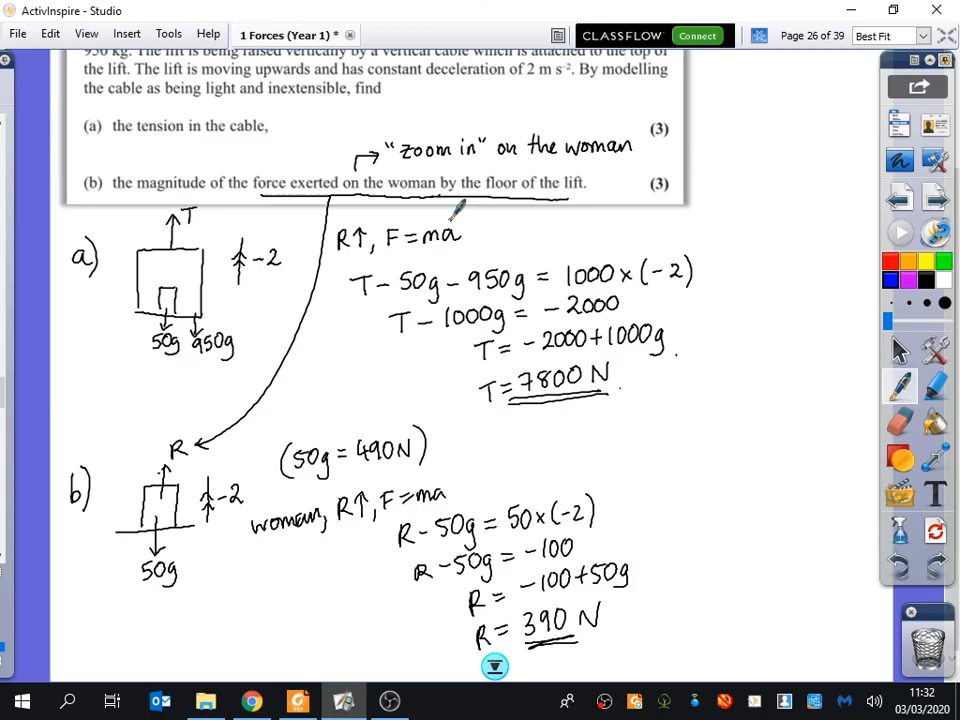 ActivInspire - Studio
File Edit View Insert Tools 1 Forces (Year 1) * CLASSFLOW Connect Page 26 of 39 Best Fit
950 kg. The lift is being raised vertically by a vertical cable which is attached to the top of
the lift. The lift is moving upwards and has constant deceleration of 2 m s⁻². By modelling
the cable as being light and inextensible, find
(a) the tension in the cable, (3)
"zoom in" on the woman
(b) the magnitude of the force exerted on the woman by the floor of the lift. (3)
a)
T
-2
50g 950g
R↑, F=ma
T - 50g - 950g = 1000×(-2)
T - 1000g = -2000
T = -2000+1000g
T = 7800 N
b)
R
-2
50g
(50g = 490N)
woman, R↑, F=ma
R - 50g = 50×(-2)
R - 50g = -100
R = -100+50g
R = 390 N
11:32
03/03/2020